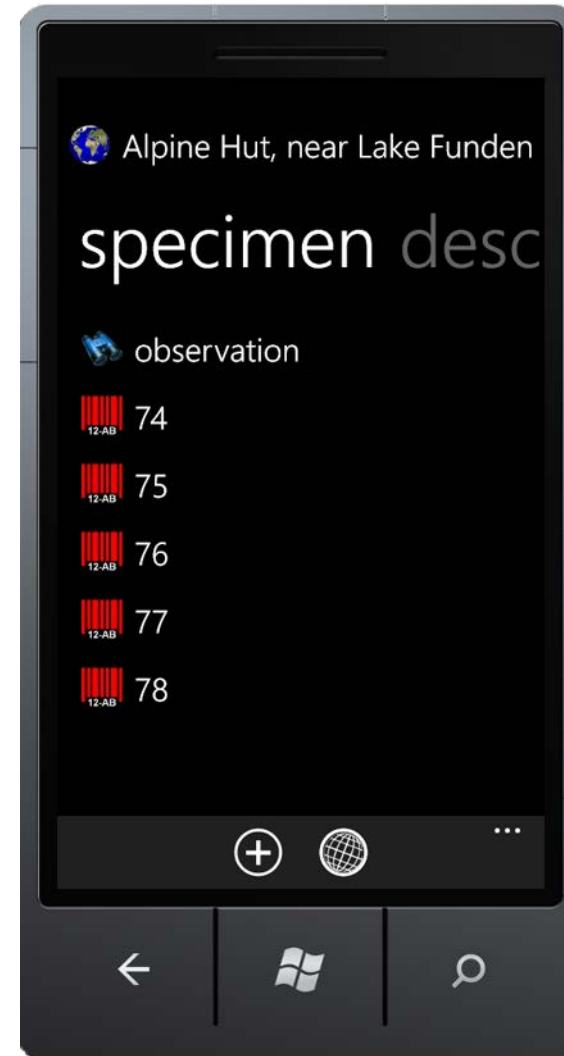 Alpine Hut, near Lake Funden
specimen desc
observation
12-AB 74
12-AB 75
12-AB 76
12-AB 77
12-AB 78
...